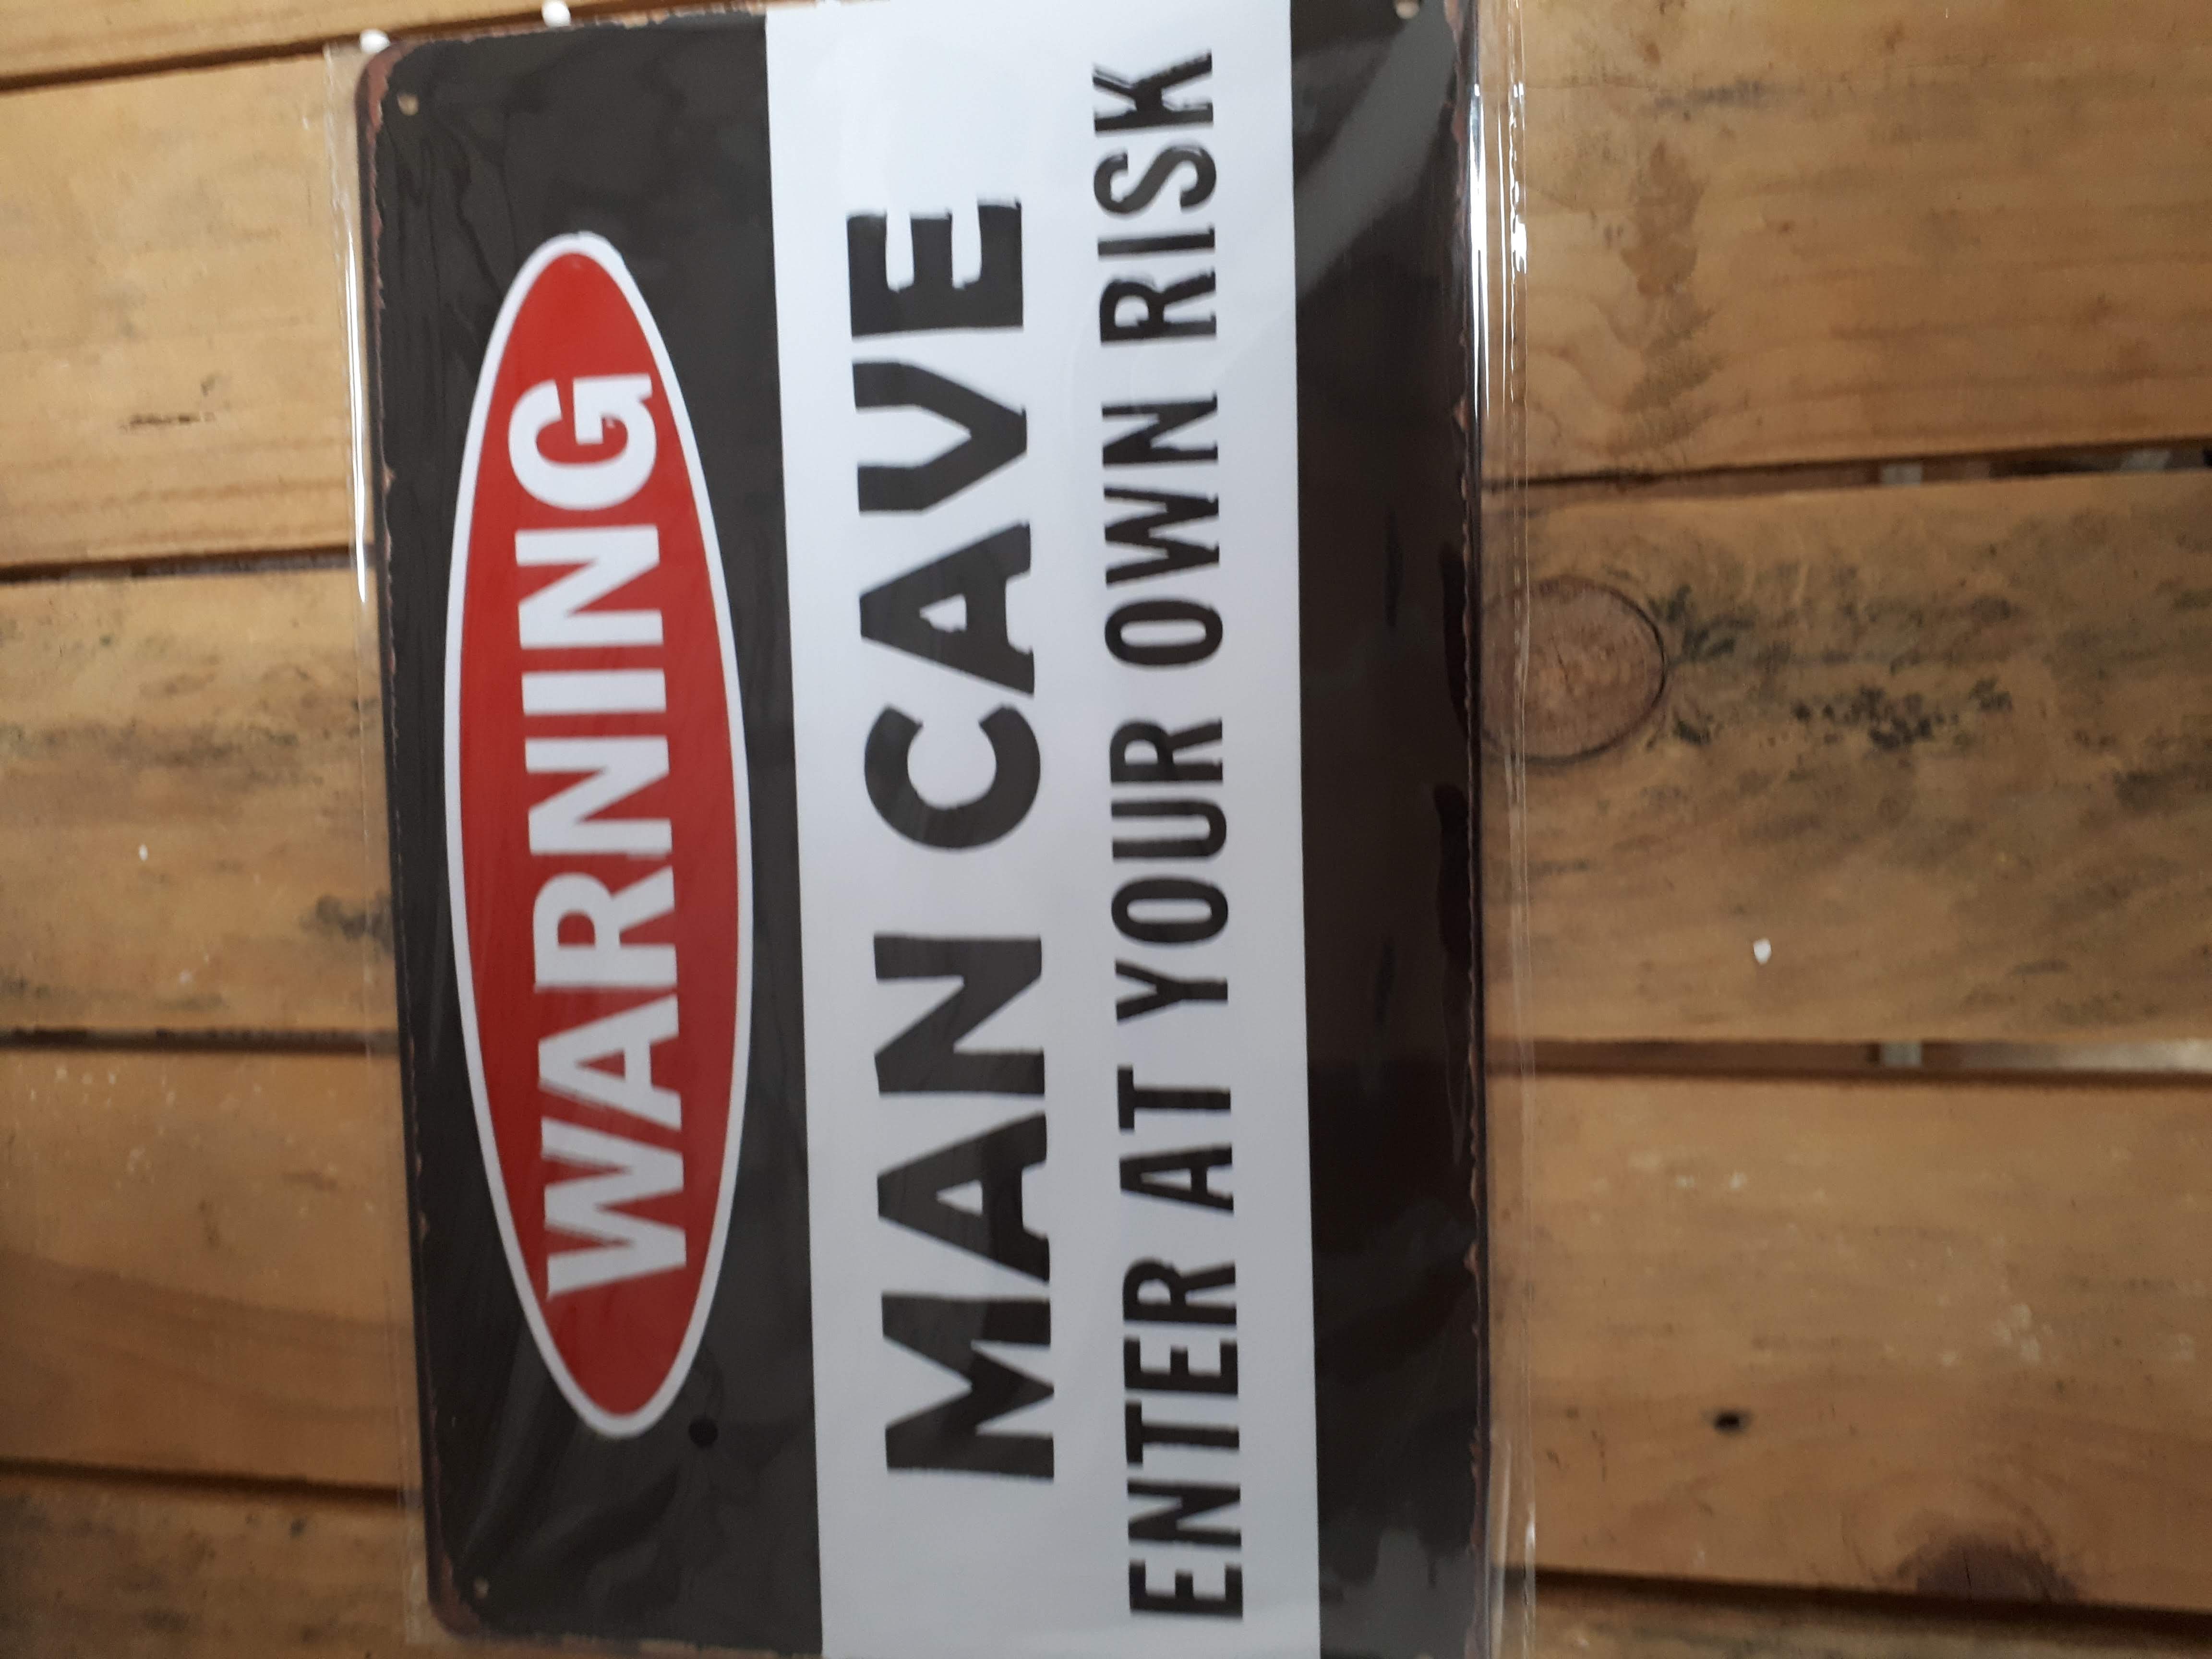 WARNING
MAN CAVE
ENTER AT YOUR OWN RISK